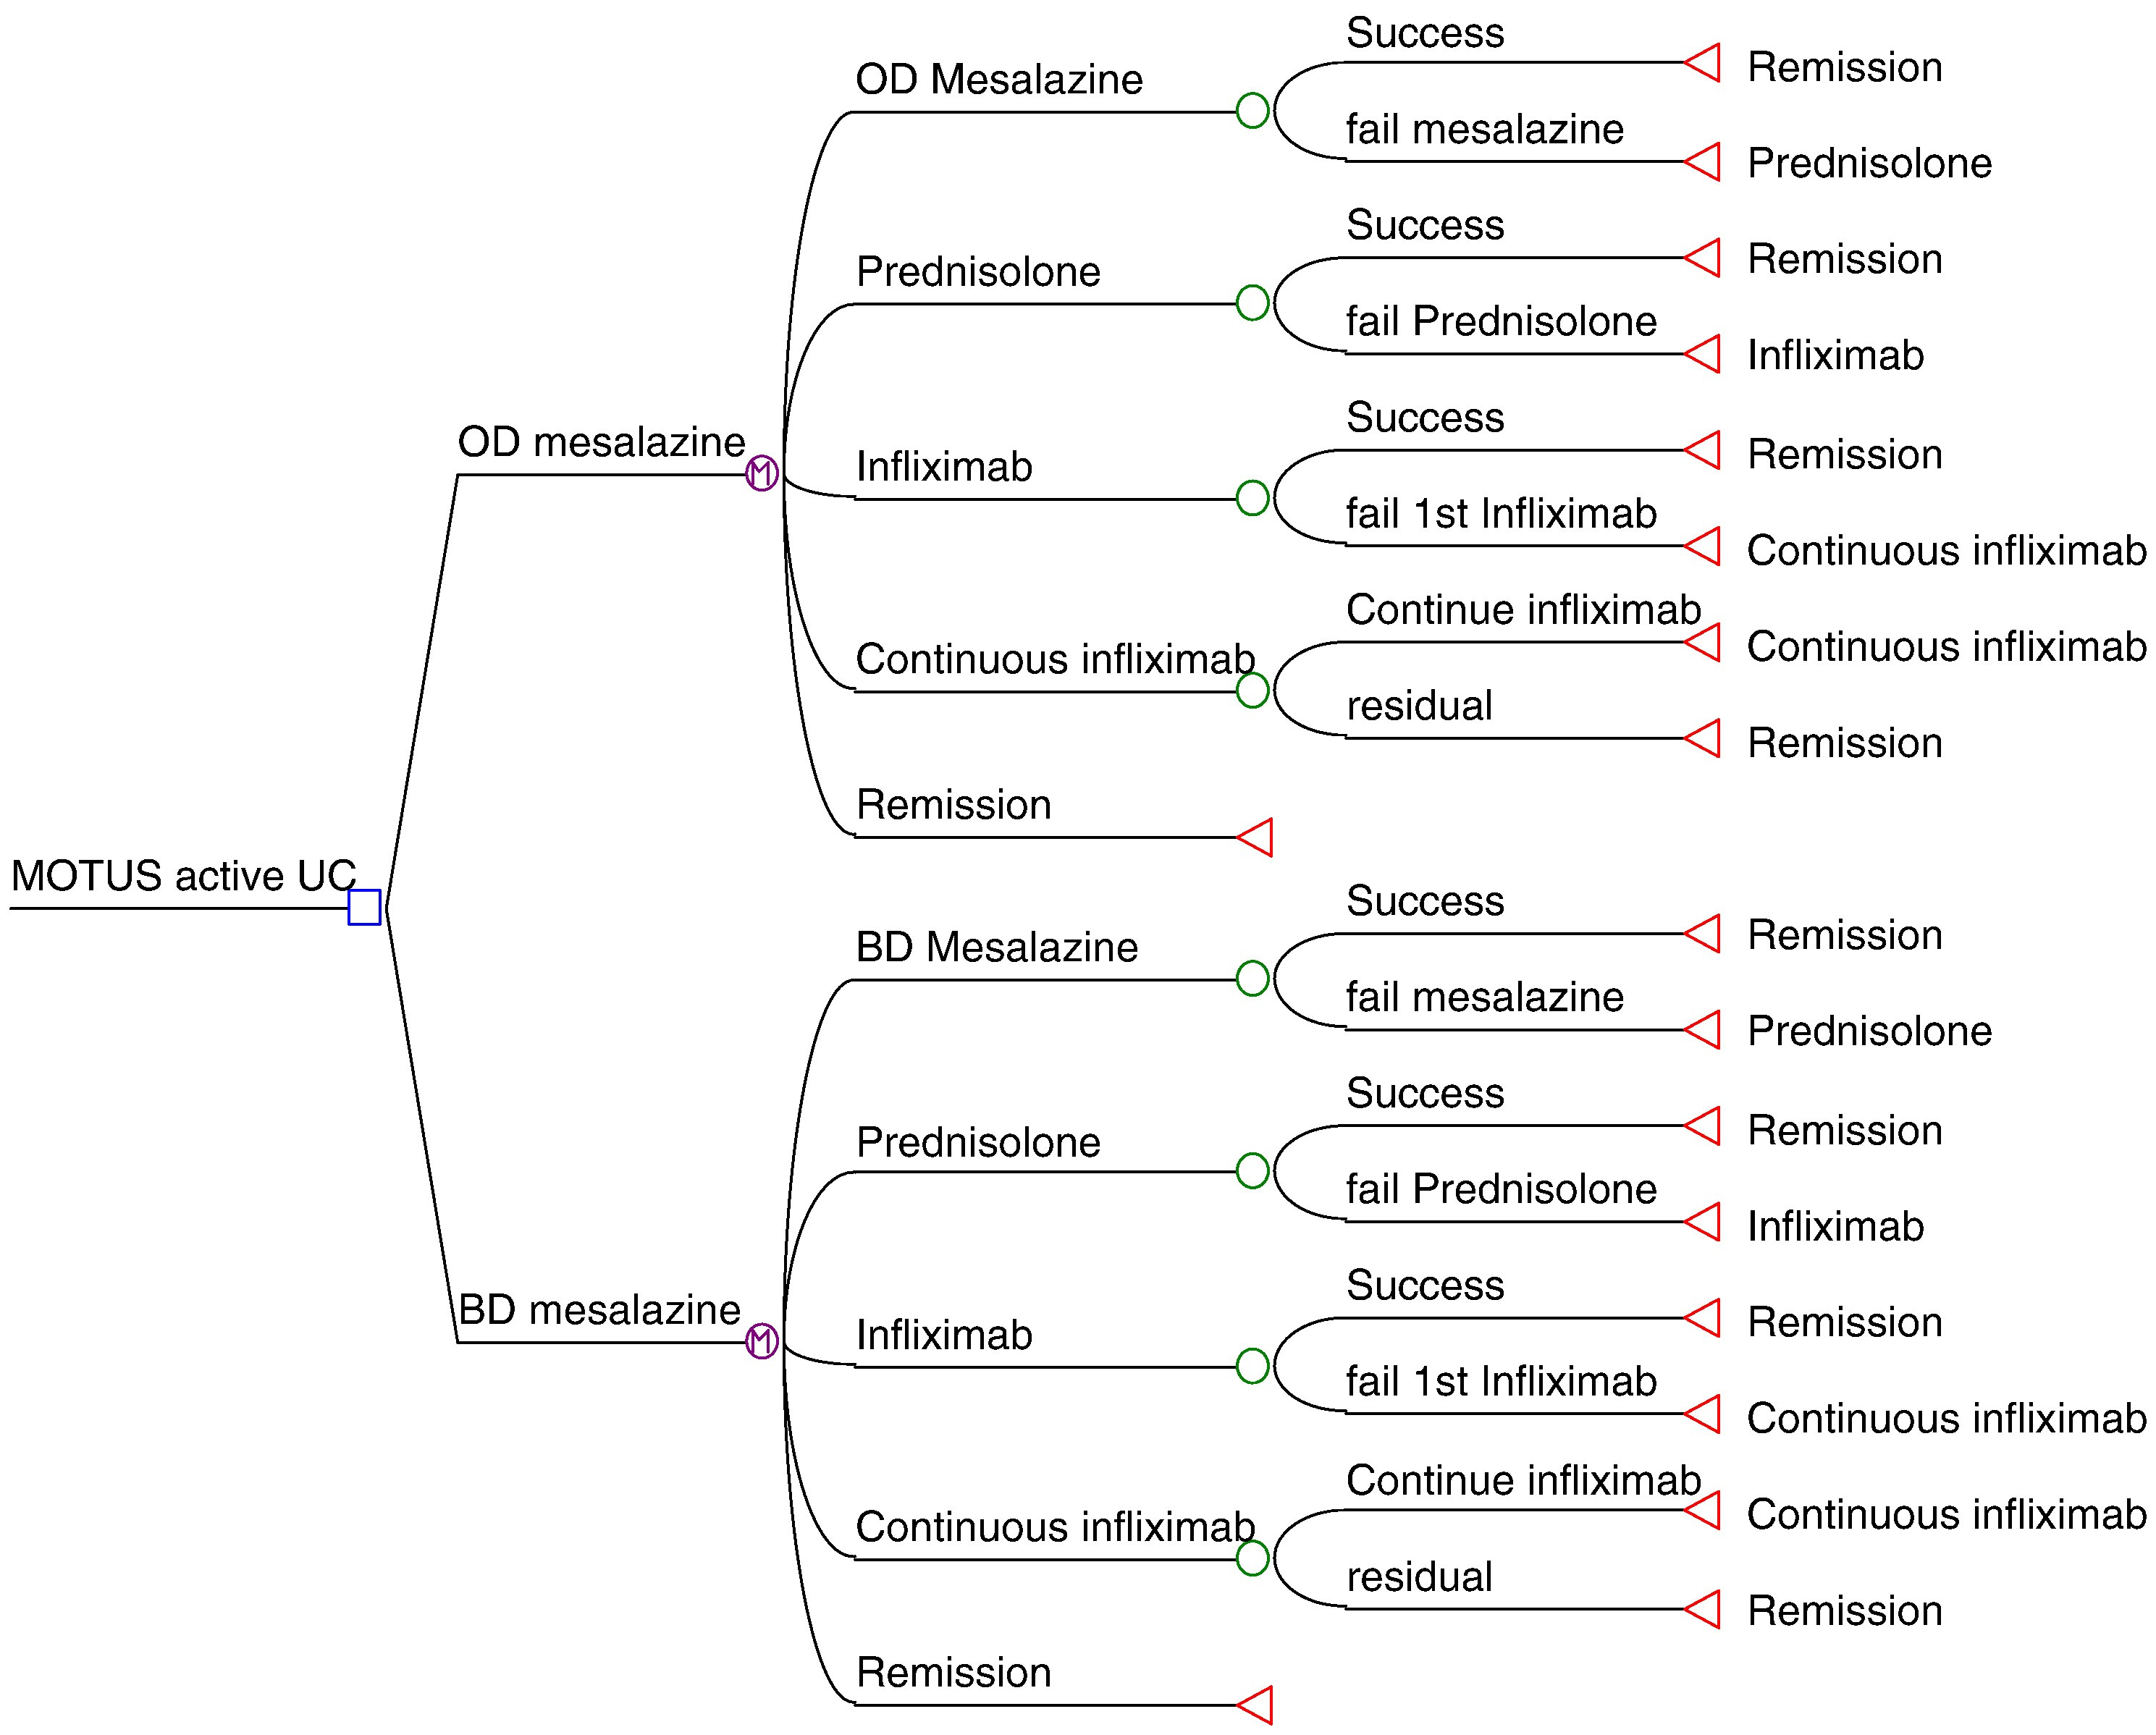 MOTUS active UC
OD mesalazine
OD Mesalazine
Success
Remission
fail mesalazine
Prednisolone
Prednisolone
Success
Remission
fail Prednisolone
Infliximab
Infliximab
Success
Remission
fail 1st Infliximab
Continuous infliximab
Continuous infliximab
Continue infliximab
Continuous infliximab
residual
Remission
Remission
BD mesalazine
BD Mesalazine
Success
Remission
fail mesalazine
Prednisolone
Prednisolone
Success
Remission
fail Prednisolone
Infliximab
Infliximab
Success
Remission
fail 1st Infliximab
Continuous infliximab
Continuous infliximab
Continue infliximab
Continuous infliximab
residual
Remission
Remission
M
M